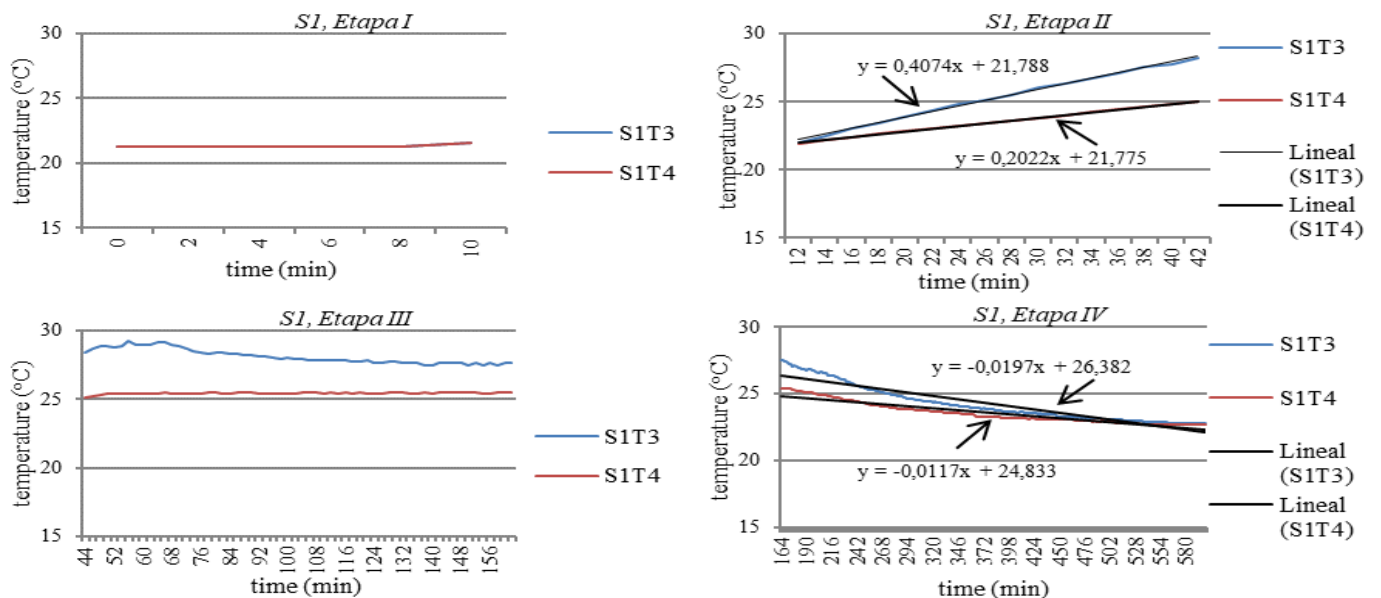 S1, Etapa I
30
25
20
15
temperature (ºC)
0
2
4
6
8
10
time (min)
S1T3
S1T4
S1, Etapa II
30
25
20
15
temperature (ºC)
y = 0,4074x + 21,788
y = 0,2022x + 21,775
12
14
16
18
20
22
24
26
28
30
32
34
36
38
40
42
time (min)
S1T3
S1T4
Lineal
(S1T3)
Lineal
(S1T4)
S1, Etapa III
30
25
20
15
temperature (ºC)
44
52
60
68
76
84
92
100
108
116
124
132
140
148
156
time (min)
S1T3
S1T4
S1, Etapa IV
30
25
20
15
temperature (ºC)
y = -0,0197x + 26,382
y = -0,0117x + 24,833
164
190
216
242
268
294
320
346
372
398
424
450
476
502
528
554
580
time (min)
S1T3
S1T4
Lineal
(S1T3)
Lineal
(S1T4)